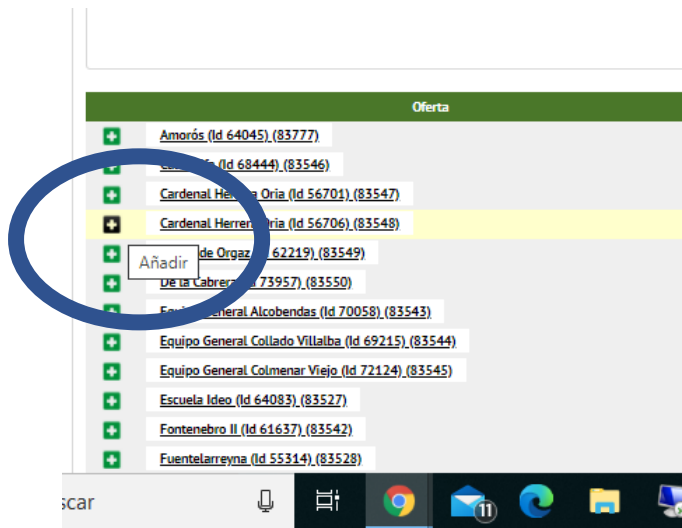 Oferta
Amorós (Id 64045) (83777)
(Id 68444) (83546)
Cardenal Herrera Oria (Id 56701) (83547)
Cardenal Herrera Oria (Id 56706) (83548)
de Orgaz (Id 62219) (83549)
Añadir
De la Cabrera (Id 73957) (83550)
Equipo General Alcobendas (Id 70058) (83543)
Equipo General Collado Villalba (Id 69215) (83544)
Equipo General Colmenar Viejo (Id 72124) (83545)
Escuela Ideo (Id 64083) (83527)
Fontenebro II (Id 61637) (83542)
Fuentelarreyna (Id 55314) (83528)
scar
11